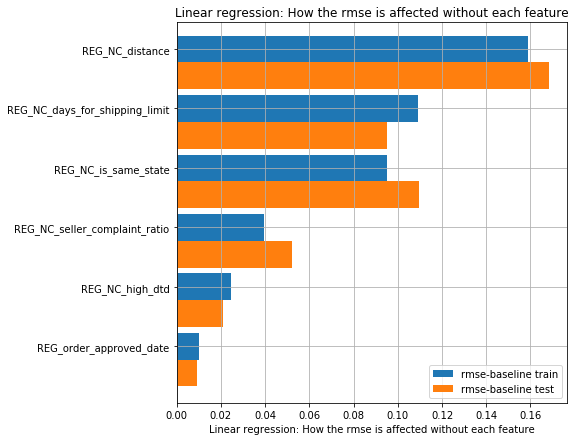 Linear regression: How the rmse is affected without each feature
REG_NC_distance
REG_NC_days_for_shipping_limit
REG_NC_is_same_state
REG_NC_seller_complaint_ratio
REG_NC_high_dtd
REG_order_approved_date
rmse-baseline train
rmse-baseline test
0.00 0.02 0.04 0.06 0.08 0.10 0.12 0.14 0.16
Linear regression: How the rmse is affected without each feature